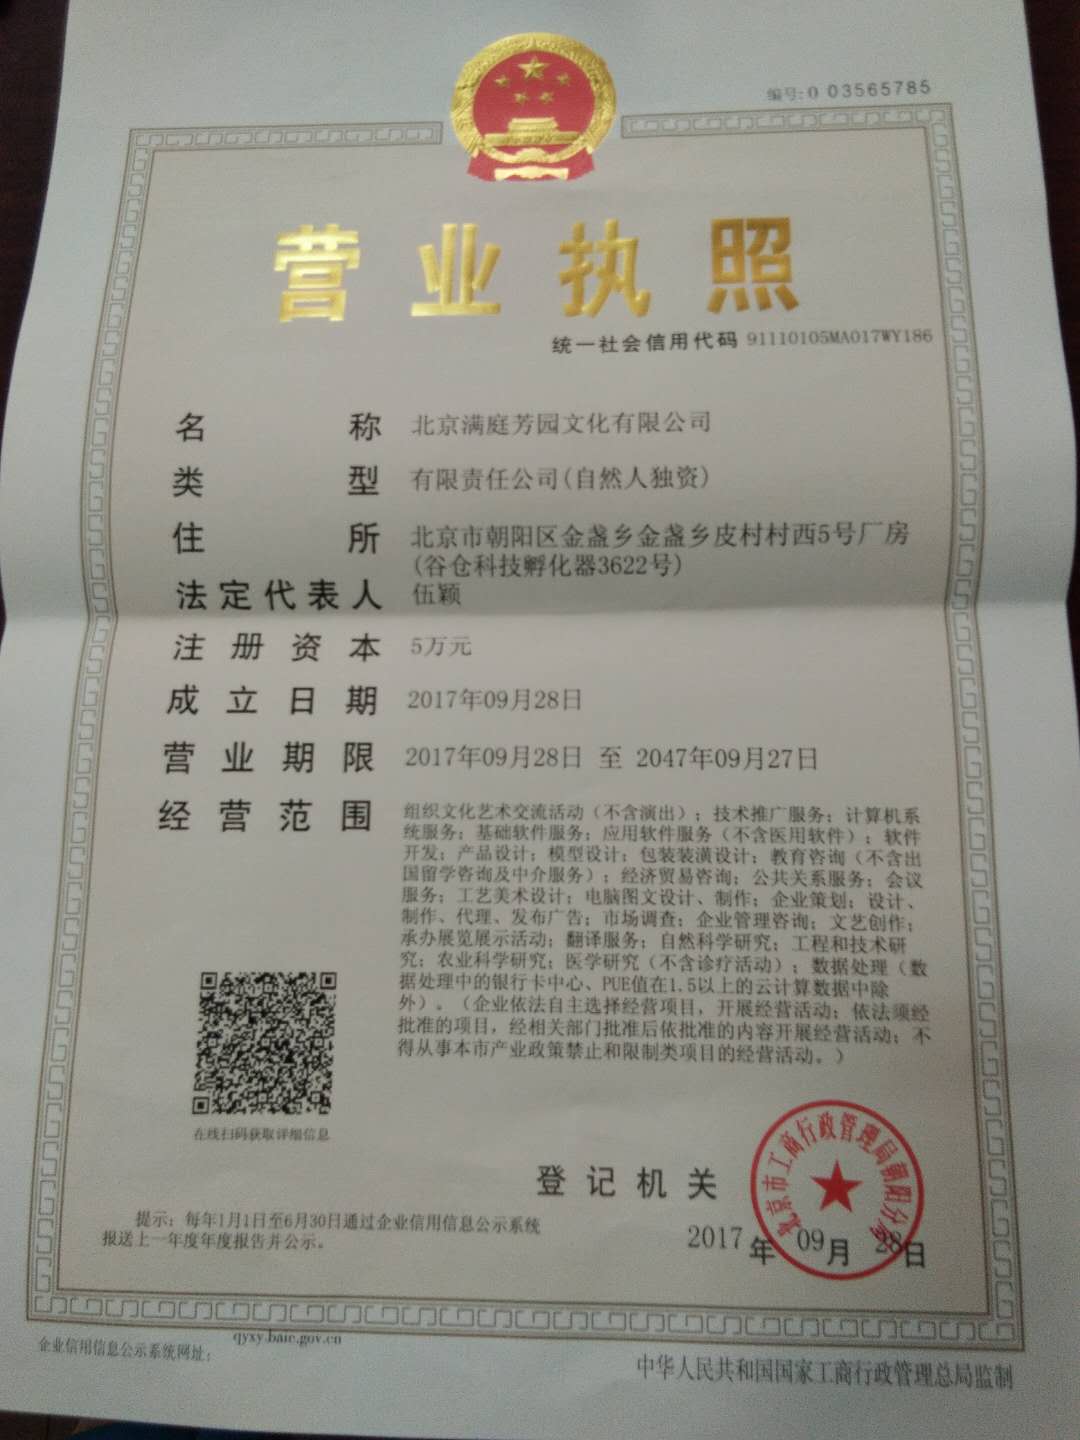 编号:0 03565785
营业执照
统一社会信用代码 91110105MA017WY186
名称 北京满庭芳园文化有限公司
类型 有限责任公司(自然人独资)
住所 北京市朝阳区金盏乡金盏乡皮村村西5号厂房
(谷仓科技孵化器3622号)
法定代表人 伍颖
注册资本 5万元
成立日期 2017年09月28日
营业期限 2017年09月28日 至 2047年09月27日
经营范围 组织文化艺术交流活动（不含演出）；技术推广服务；计算机系
统服务；基础软件服务；应用软件服务（不含医用软件）；软件
开发；产品设计；模型设计；包装装潢设计；教育咨询（不含出
国留学咨询及中介服务）；经济贸易咨询；公共关系服务；会议
服务；工艺美术设计；电脑图文设计、制作；企业策划；设计、
制作、代理、发布广告；市场调查；企业管理咨询；文艺创作；
承办展览展示活动；翻译服务；自然科学研究；工程和技术研
究；农业科学研究；医学研究（不含诊疗活动）；数据处理（数
据处理中的银行卡中心、PUE值在1.5以上的云计算数据中除
外）。（企业依法自主选择经营项目，开展经营活动；依法须经
批准的项目，经相关部门批准后依批准的内容开展经营活动；不
得从事本市产业政策禁止和限制类项目的经营活动。）
在线扫码获取详细信息
登记机关
北京市工商行政管理局朝阳分局
2017年09月28日
提示：每年1月1日至6月30日通过企业信用信息公示系统
报送上一年度年度报告并公示。
企业信用信息公示系统网址： qyxy.baic.gov.cn
中华人民共和国国家工商行政管理总局监制